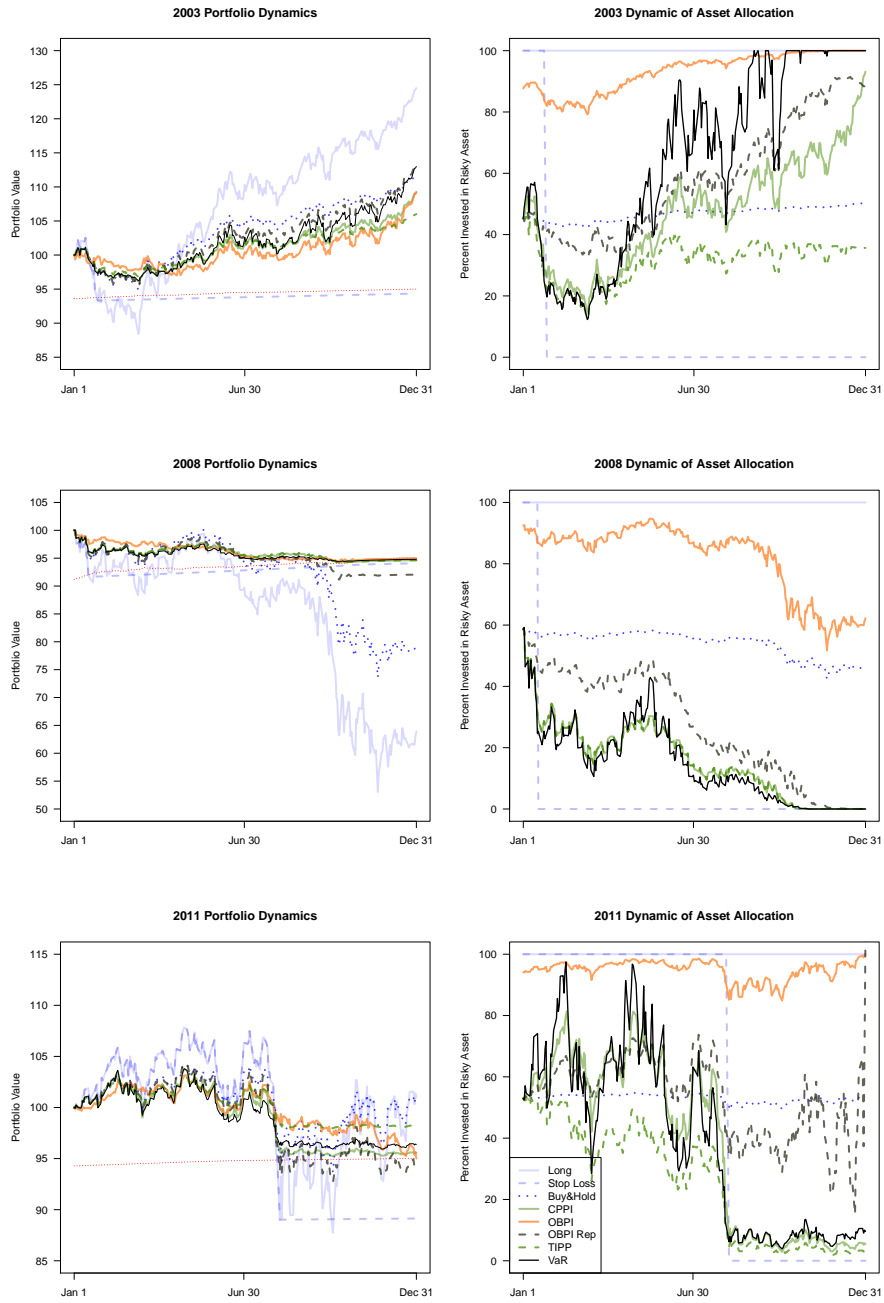 2003 Portfolio Dynamics
Portfolio Value
130
125
120
115
110
105
100
95
90
85
Jan 1
Jun 30
Dec 31
2003 Dynamic of Asset Allocation
Percent Invested in Risky Asset
100
80
60
40
20
0
Jan 1
Jun 30
Dec 31
2008 Portfolio Dynamics
Portfolio Value
105
100
95
90
85
80
75
70
65
60
55
50
Jan 1
Jun 30
Dec 31
2008 Dynamic of Asset Allocation
Percent Invested in Risky Asset
100
80
60
40
20
0
Jan 1
Jun 30
Dec 31
2011 Portfolio Dynamics
Portfolio Value
115
110
105
100
95
90
85
Jan 1
Jun 30
Dec 31
2011 Dynamic of Asset Allocation
Percent Invested in Risky Asset
100
80
60
40
20
0
Long
Stop Loss
Buy&Hold
CPPI
OBPI
OBPI Rep
TIPP
VaR
Jan 1
Jun 30
Dec 31